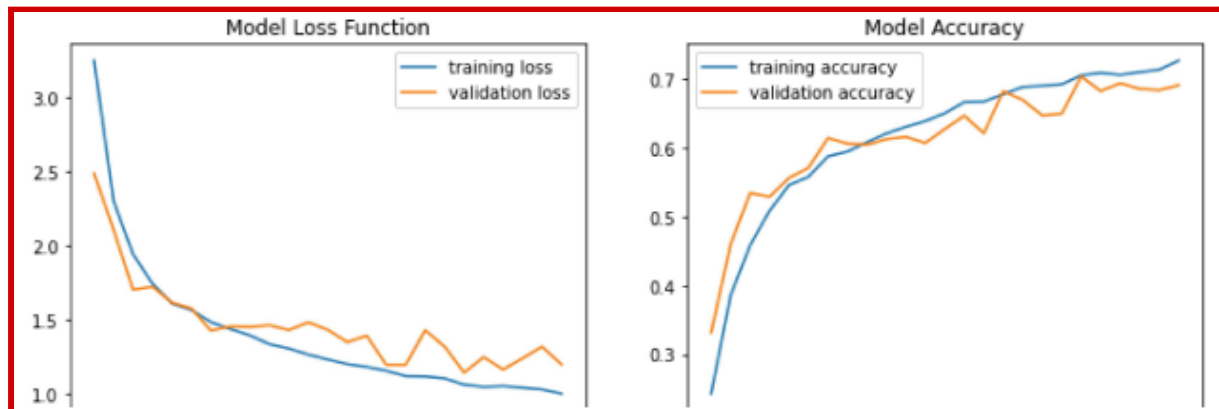 Model Loss Function
training loss
validation loss
3.0
2.5
2.0
1.5
1.0
Model Accuracy
training accuracy
validation accuracy
0.7
0.6
0.5
0.4
0.3